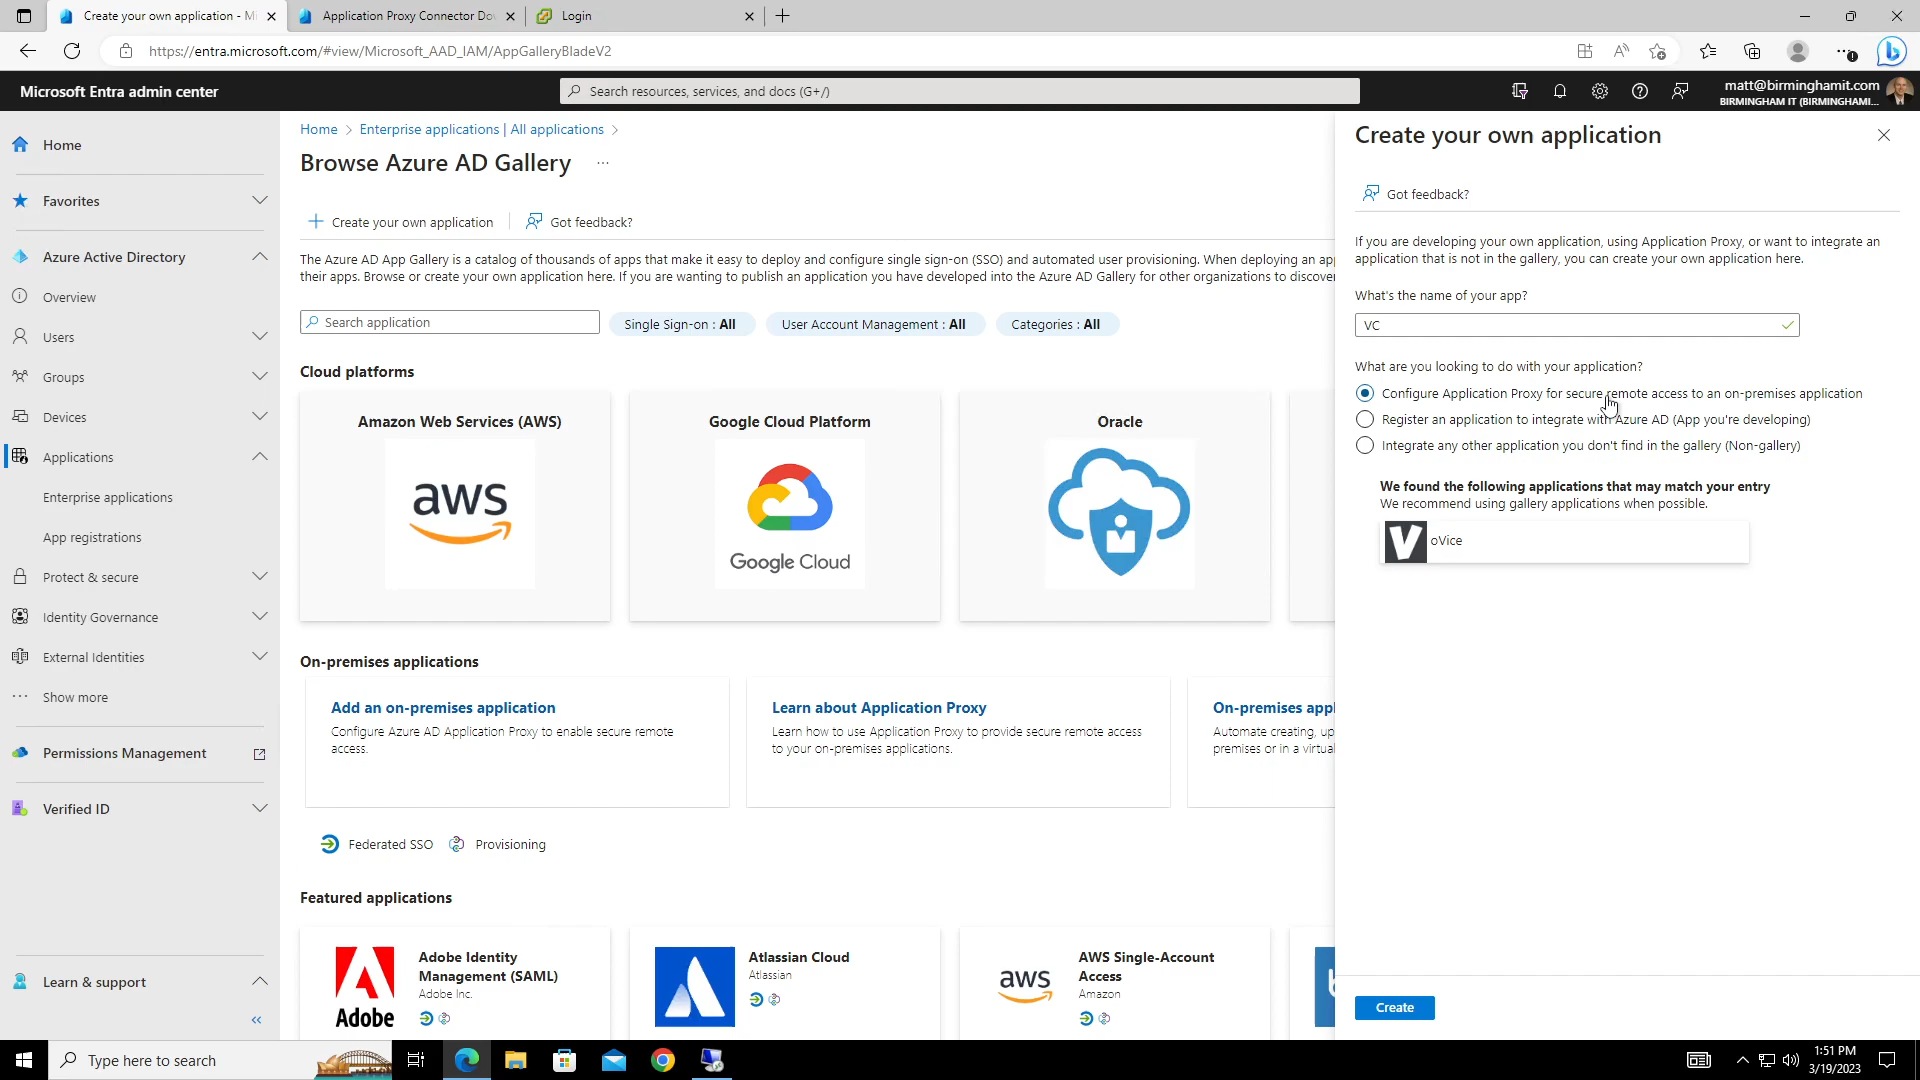 Create your own application - Mi
Application Proxy Connector Do
Login
https://entra.microsoft.com/#view/Microsoft_AAD_IAM/AppGalleryBladeV2
Microsoft Entra admin center
Search resources, services, and docs (G+/)
matt@birminghamit.com
BIRMINGHAM IT (BIRMINGHAMI...
Home
Favorites
Azure Active Directory
Overview
Users
Groups
Devices
Applications
Enterprise applications
App registrations
Protect & secure
Identity Governance
External Identities
Show more
Permissions Management
Verified ID
Learn & support
Home > Enterprise applications | All applications >
Browse Azure AD Gallery ...
Create your own application
Got feedback?
The Azure AD App Gallery is a catalog of thousands of apps that make it easy to deploy and configure single sign-on (SSO) and automated user provisioning. When deploying an app
their apps. Browse or create your own application here. If you are wanting to publish an application you have developed into the Azure AD Gallery for other organizations to discover
Search application
Single Sign-on : All
User Account Management : All
Categories : All
Cloud platforms
Amazon Web Services (AWS)
aws
Google Cloud Platform
Google Cloud
Oracle
On-premises applications
Add an on-premises application
Configure Azure AD Application Proxy to enable secure remote
access.
Learn about Application Proxy
Learn how to use Application Proxy to provide secure remote access
to your on-premises applications.
On-premises appl
Automate creating, up
premises or in a virtual
Federated SSO
Provisioning
Featured applications
Adobe
Adobe Identity
Management (SAML)
Adobe Inc.
Atlassian Cloud
Atlassian
aws
AWS Single-Account
Access
Amazon
Create your own application
Got feedback?
If you are developing your own application, using Application Proxy, or want to integrate an
application that is not in the gallery, you can create your own application here.
What's the name of your app?
VC
What are you looking to do with your application?
Configure Application Proxy for secure remote access to an on-premises application
Register an application to integrate with Azure AD (App you're developing)
Integrate any other application you don't find in the gallery (Non-gallery)
We found the following applications that may match your entry
We recommend using gallery applications when possible.
V
oVice
Create
Type here to search
1:51 PM
3/19/2023